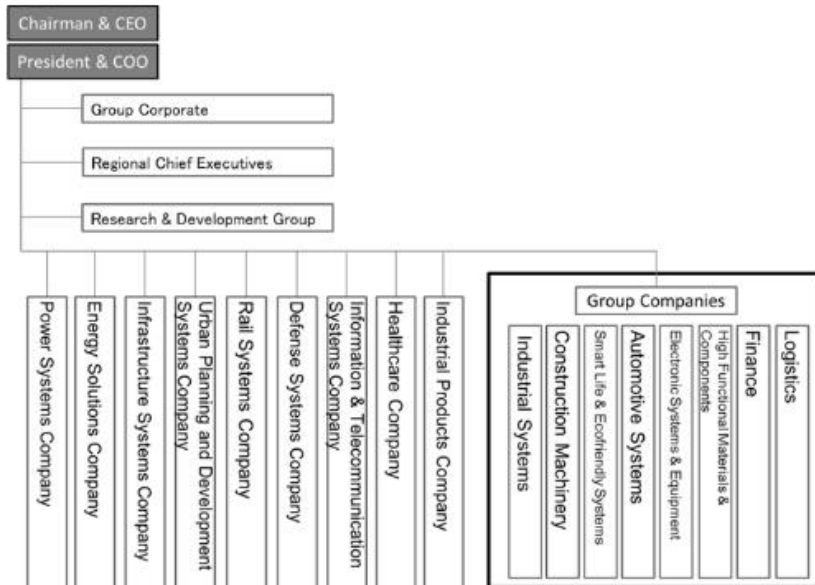 Chairman & CEO
President & COO
Group Corporate
Regional Chief Executives
Research & Development Group
Power Systems Company
Energy Solutions Company
Infrastructure Systems Company
Urban Planning and Development
Systems Company
Rail Systems Company
Defense Systems Company
Information & Telecommunication
Systems Company
Healthcare Company
Industrial Products Company
Group Companies
Industrial Systems
Construction Machinery
Smart Life & Ecofriendly Systems
Automotive Systems
Electronic Systems & Equipment
High Functional Materials &
Components
Finance
Logistics